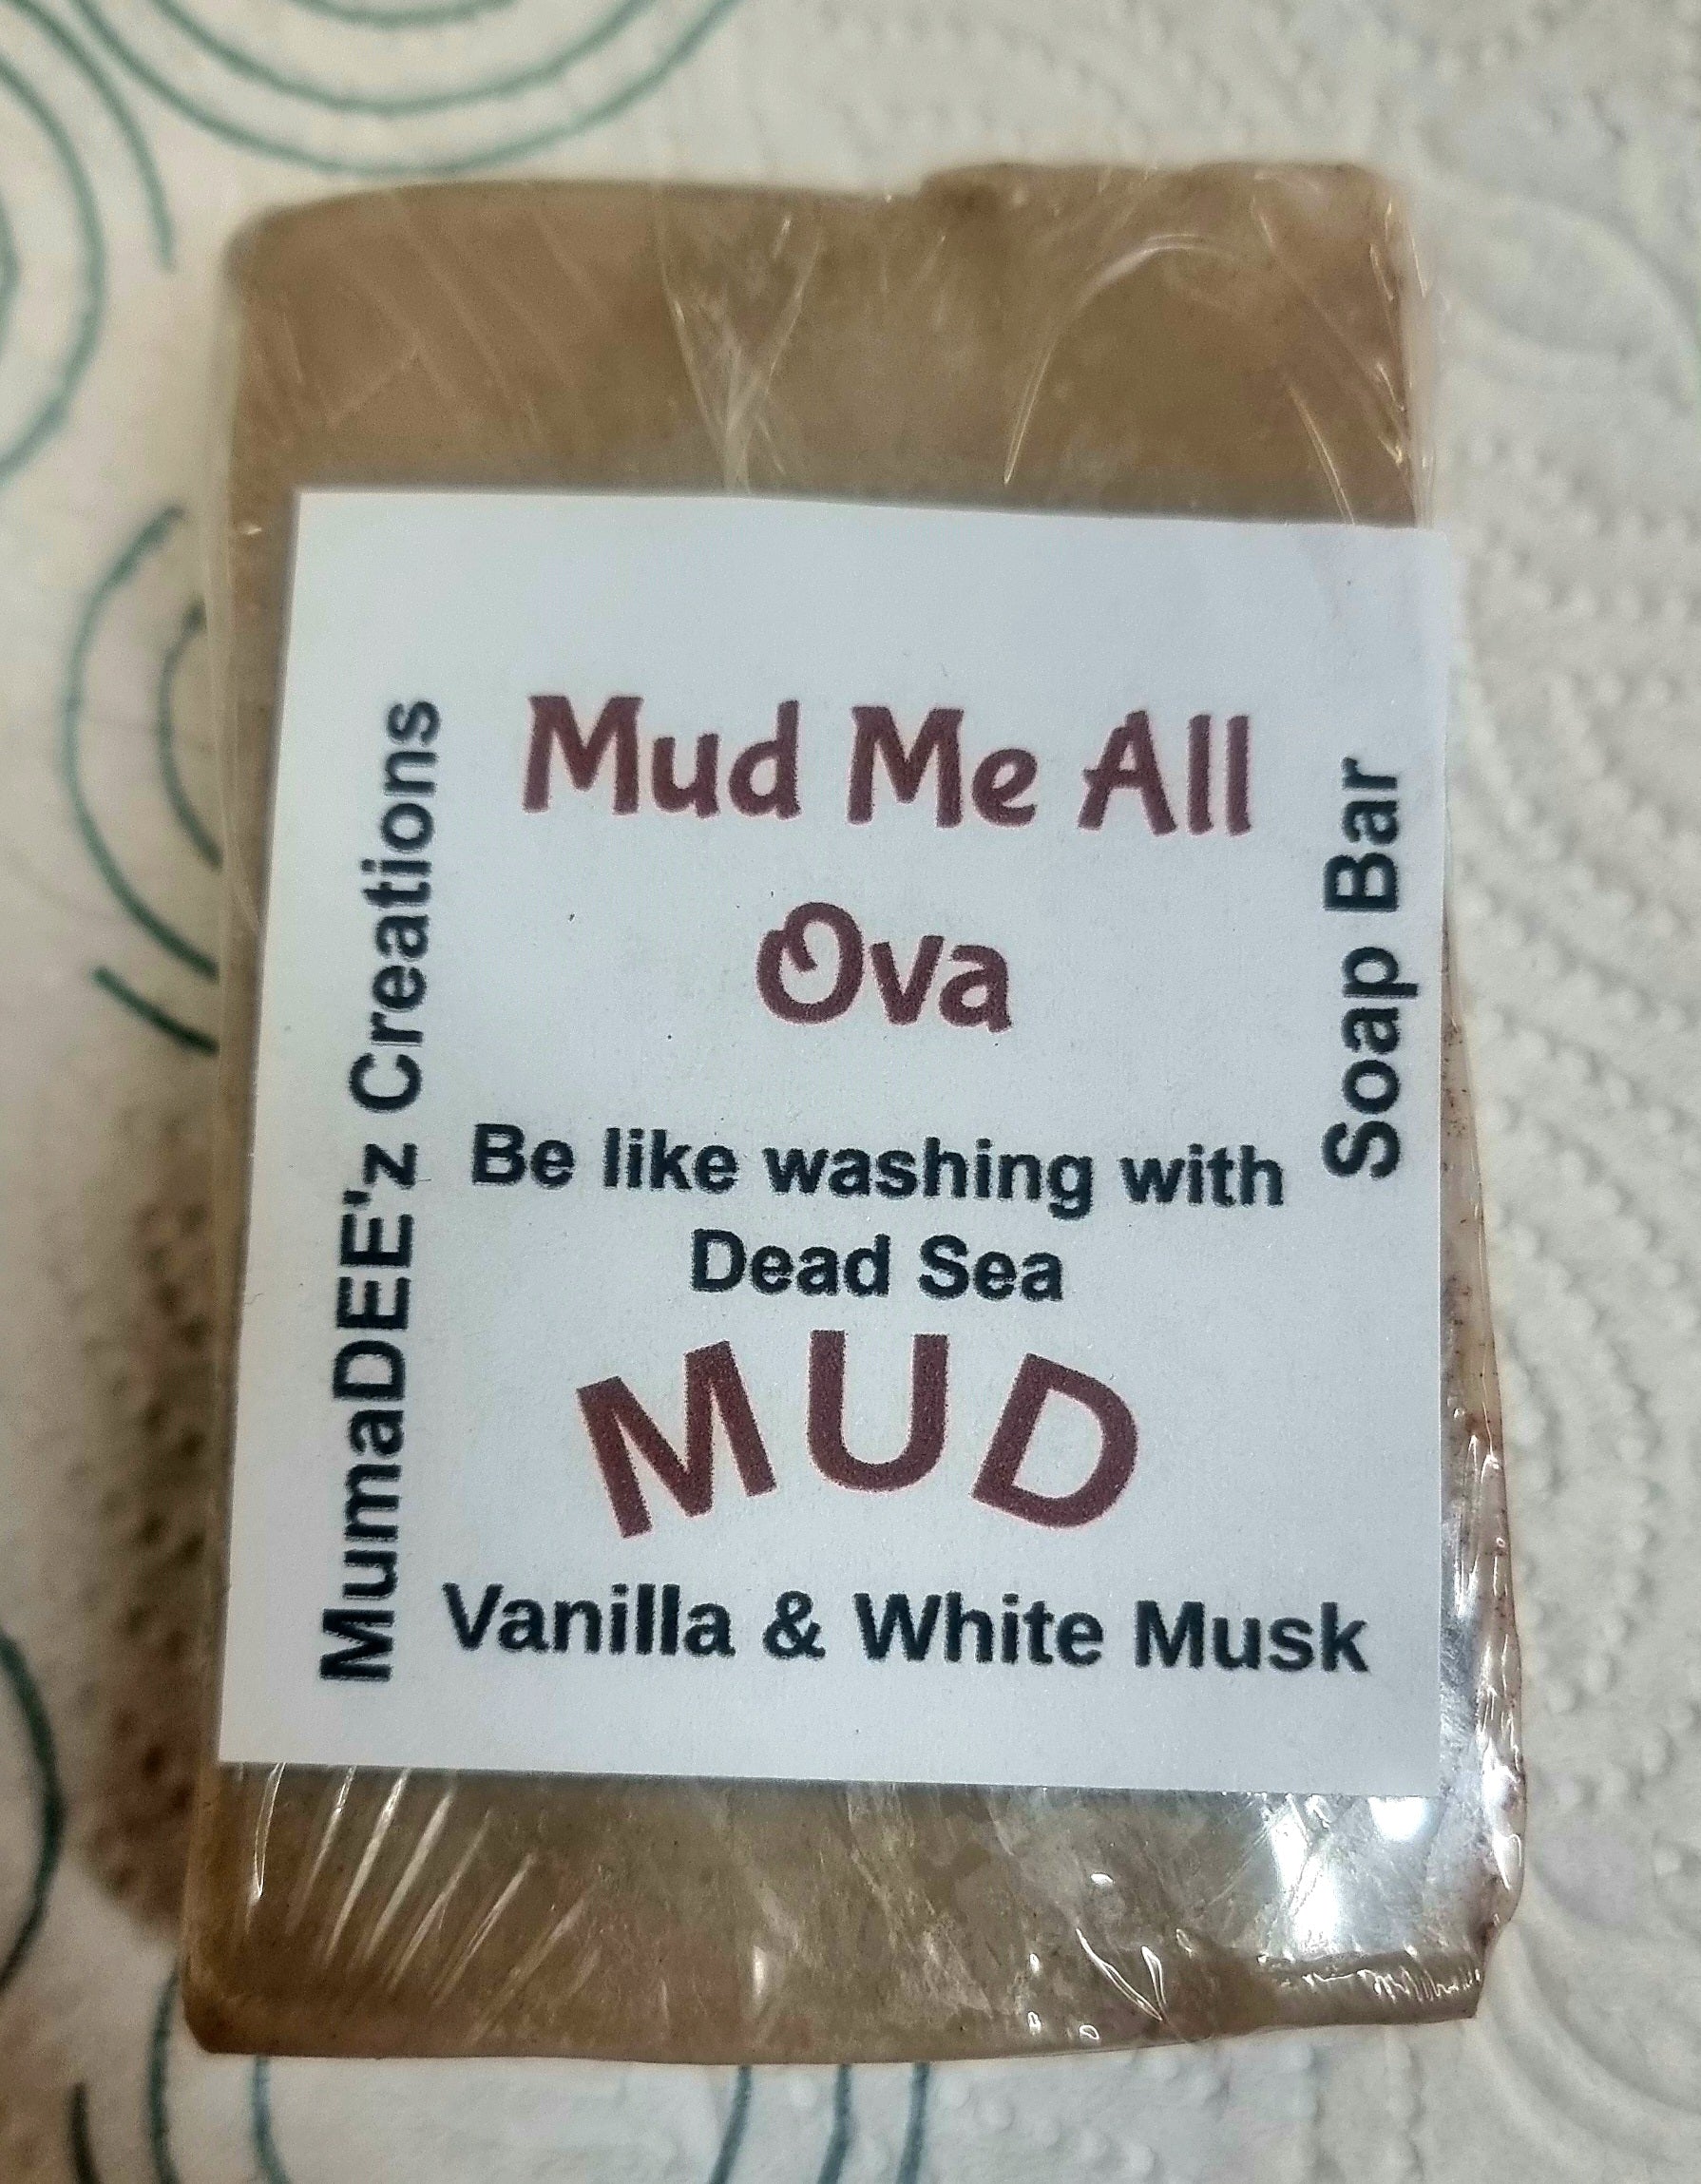 MumaDEE'z Creations
Mud Me All
Ova
Soap Bar
Be like washing with
Dead Sea
MUD
Vanilla & White Musk